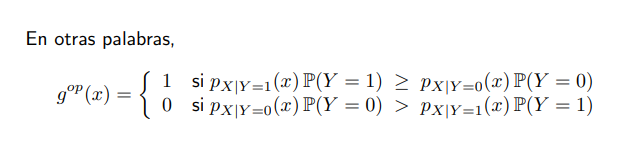 En otras palabras,
g^{op}(x) = { 1 si p_{X|Y=1}(x) ℙ(Y = 1) ≥ p_{X|Y=0}(x) ℙ(Y = 0)
0 si p_{X|Y=0}(x) ℙ(Y = 0) > p_{X|Y=1}(x) ℙ(Y = 1)